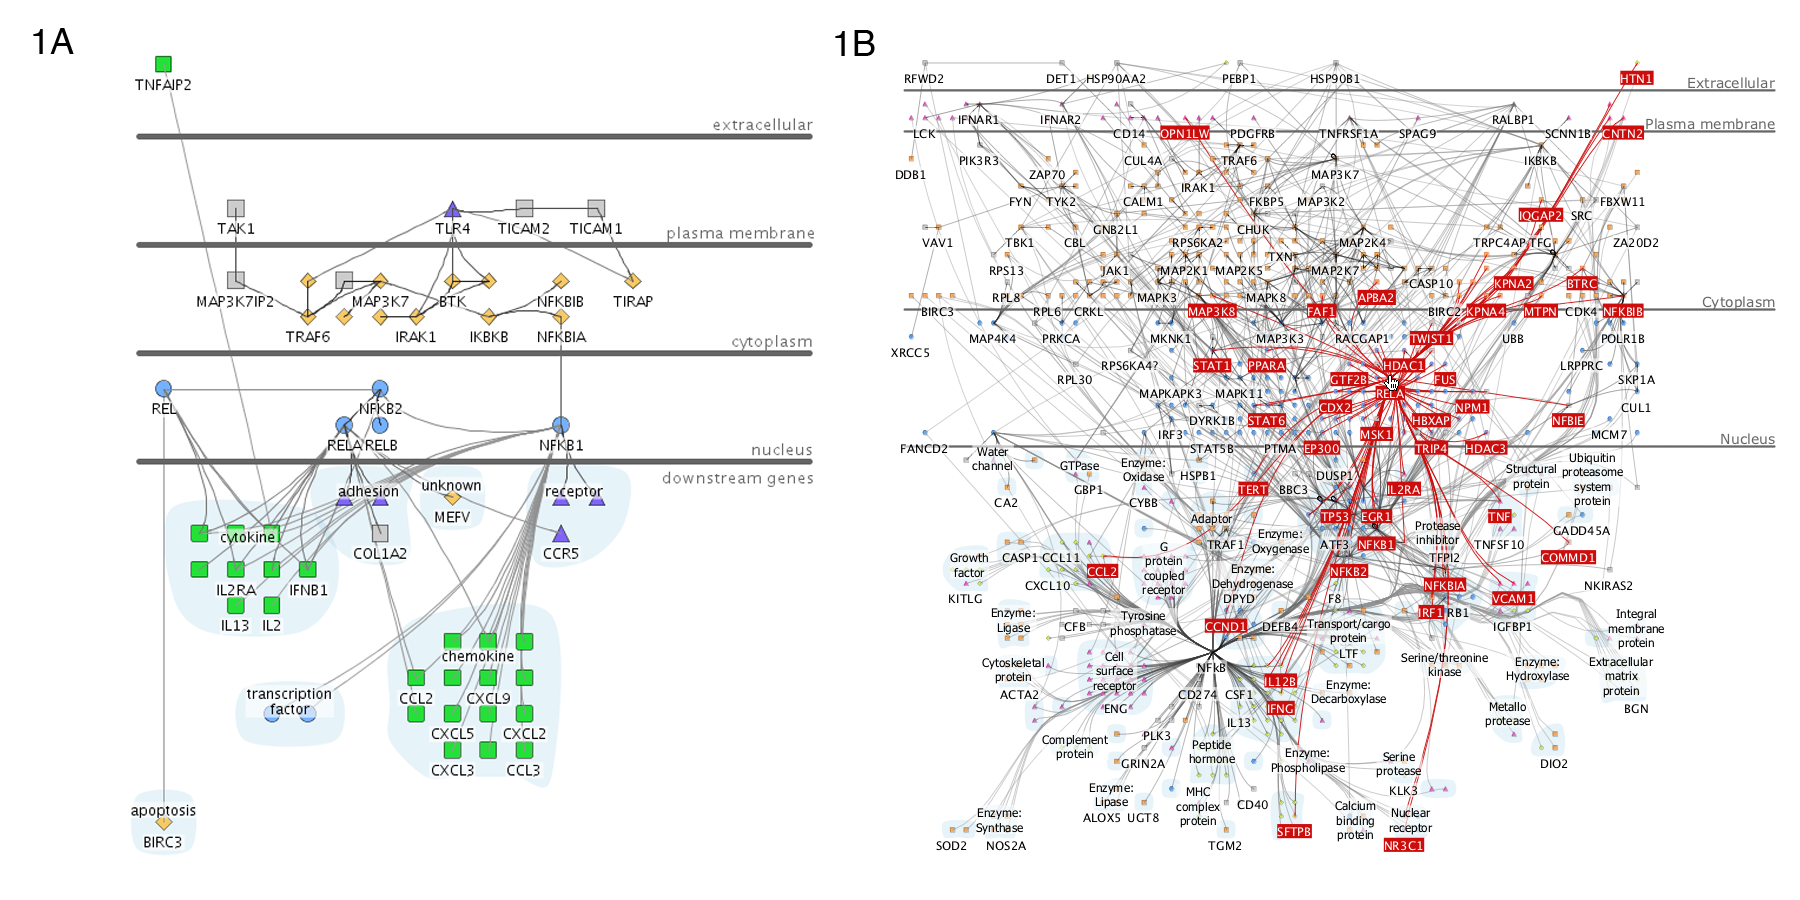 1A
TNFAIP2
extracellular
TAK1
TLR4
TICAM2
TICAM1
plasma membrane
MAP3K7IP2
MAP3K7
BTK
NFKBIB
TIRAP
TRAF6
IRAK1
IKBKB
NFKBIA
cytoplasm
REL
NFKB2
RELA
RELB
NFKB1
nucleus
downstream genes
adhesion
unknown
receptor
MEFV
cytokine
COL1A2
CCR5
IL2RA
IFNB1
IL13
IL2
chemokine
CCL2
CXCL9
transcription
factor
CXCL5
CXCL2
CXCL3
CCL3
apoptosis
BIRC3
1B
RFWD2
DET1
HSP90AA2
PEBP1
HSP90B1
HTN1
Extracellular
LCK
IFNAR1
IFNAR2
CD14
OPN1LW
PDGFRB
TNFRSF1A
SPAG9
RALBP1
SCNN1B
CNTN2
Plasma membrane
DDB1
PIK3R3
ZAP70
CUL4A
TRAF6
MAP3K7
IKBKB
FYN
TYK2
CALM1
IRAK1
FKBP5
MAP3K2
IQGAP2
SRC
FBXW11
VAV1
TBK1
CBL
GNB2L1
RPS6KA2
CHUK
MAP2K4
TRPC4AP
TFG
ZA20D2
RPS13
JAK1
MAP2K1
MAP2K5
TXN
MAP2K7
CASP10
KPNA2
BTRC
RPL8
MAPK3
MAPK8
APBA2
Cytoplasm
BIRC3
RPL6
CRKL
MAP3K8
FAF1
BIRC2
KPNA4
MTPN
CDK4
NFKBIB
XRCC5
MAP4K4
PRKCA
MKNK1
MAP3K3
RACGAP1
TWIST1
UBB
POLR1B
RPL30
RPS6KA4?
STAT1
PPARA
HDAC1
GTF2B
FUS
LRPPRC
SKP1A
MAPKAPK3
MAPK11
RELA
CDX2
NPM1
CUL1
DYRK1B
STAT6
HBXAP
NFBIE
FANCD2
IRF3
STAT5B
PTMA
EP300
MSK1
TRIP4
HDAC3
MCM7
Nucleus
Water
channel
GTPase
Enzyme:
Oxidase
HSPB1
DUSP1
Structural
protein
Ubiquitin
proteasome
system
protein
CA2
GBP1
CYBB
TERT
BBC3
IL2RA
Adaptor
TP53
EGR1
TNF
Protease
inhibitor
GADD45A
TRAF1
Enzyme:
Oxygenase
ATF3
NFKB1
TNFSF10
Growth
factor
CASP1
CCL11
G
protein
coupled
receptor
TFPI2
COMMD1
CCL2
CXCL10
Enzyme:
Dehydrogenase
NFKB2
NFKBIA
NKIRAS2
KITLG
DPYD
F8
VCAM1
Enzyme:
Ligase
CFB
Tyrosine
phosphatase
CCND1
DEFB4
Transport/cargo
protein
IRF1
RB1
IGFBP1
Integral
membrane
protein
Cytoskeletal
protein
Cell
surface
receptor
NFkB
LTF
Serine/threonine
kinase
Enzyme:
Hydroxylase
Extracellular
matrix
protein
ACTA2
ENG
CD274
CSF1
IL12B
Enzyme:
Decarboxylase
IL13
IFNG
Metallo
protease
BGN
Complement
protein
PLK3
Peptide
hormone
Enzyme:
Phospholipase
Serine
protease
GRIN2A
DIO2
Enzyme:
Lipase
MHC
complex
protein
CD40
KLK3
Calcium
binding
protein
Nuclear
receptor
Enzyme:
Synthase
ALOX5
UGT8
SFTPB
SOD2
NOS2A
TGM2
NR3C1